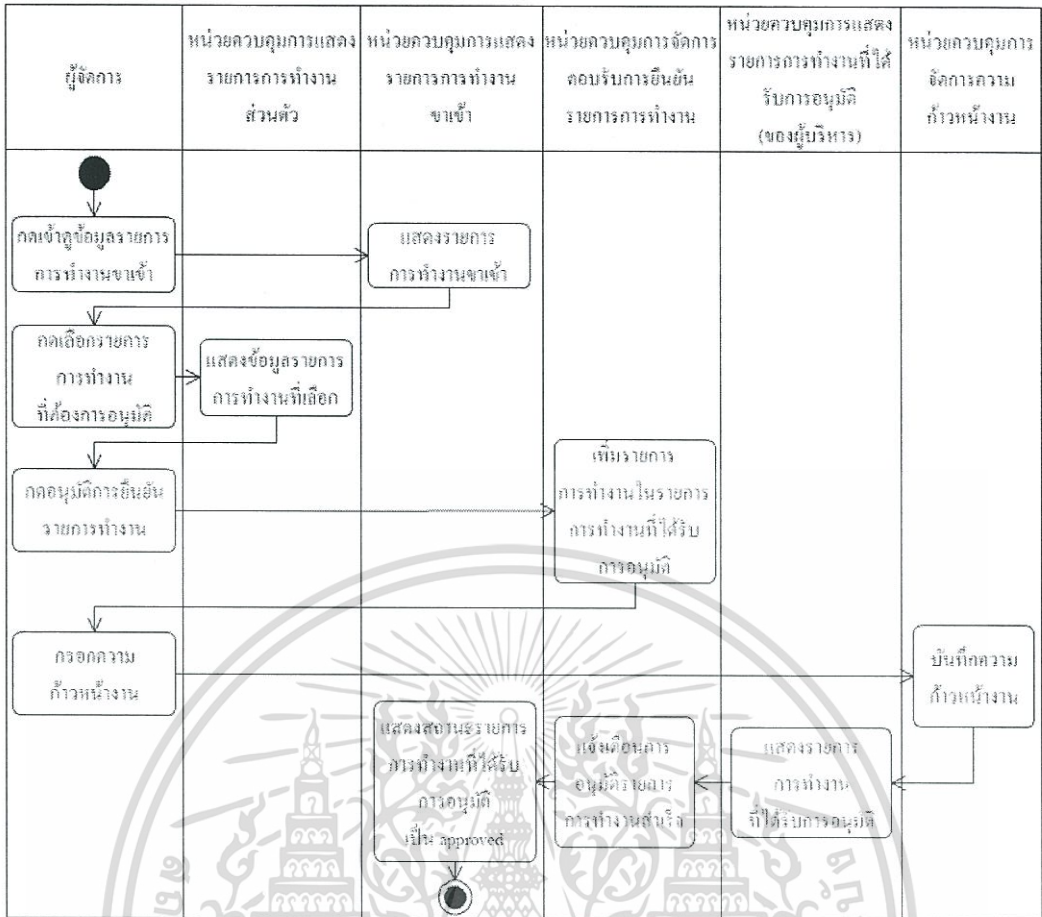 ผู้จัดการ
หน่วยควบคุมการแสดง
รายการการทำงาน
ส่วนตัว
หน่วยควบคุมการแสดง
รายการการทำงาน
ขาเข้า
หน่วยควบคุมการจัดการ
ตอบรับการยืนยัน
รายการการทำงาน
หน่วยควบคุมการแสดง
รายการการทำงานที่ได้
รับการอนุมัติ
(ของผู้บริหาร)
หน่วยควบคุมการ
จัดการความ
ก้าวหน้างาน
กดเข้าดูข้อมูลรายการ
การทำงานขาเข้า
แสดงรายการ
การทำงานขาเข้า
กดเลือกรายการ
การทำงาน
ที่ต้องการอนุมัติ
แสดงข้อมูลรายการ
การทำงานที่เลือก
กดอนุมัติการยืนยัน
รายการทำงาน
เพิ่มรายการ
การทำงานในรายการ
การทำงานที่ได้รับ
การอนุมัติ
กรอกความ
ก้าวหน้างาน
บันทึกความ
ก้าวหน้างาน
แสดงรายการ
การทำงาน
ที่ได้รับการอนุมัติ
แจ้งเตือนการ
อนุมัติรายการ
การทำงานสำเร็จ
แสดงสถานะรายการ
การทำงานที่ได้รับ
การอนุมัติ
เป็น approved